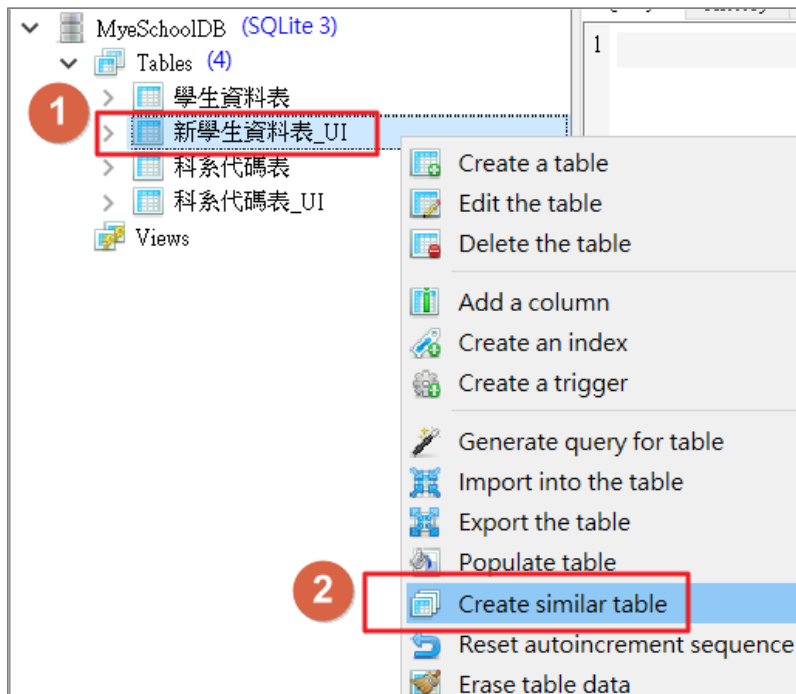 MyeSchoolDB (SQLite 3)
Tables (4)
學生資料表
新學生資料表_UI
科系代碼表
科系代碼表_UI
Views
1
1
Create a table
Edit the table
Delete the table
Add a column
Create an index
Create a trigger
Generate query for table
Import into the table
Export the table
Populate table
2
Create similar table
Reset autoincrement sequence
Erase table data